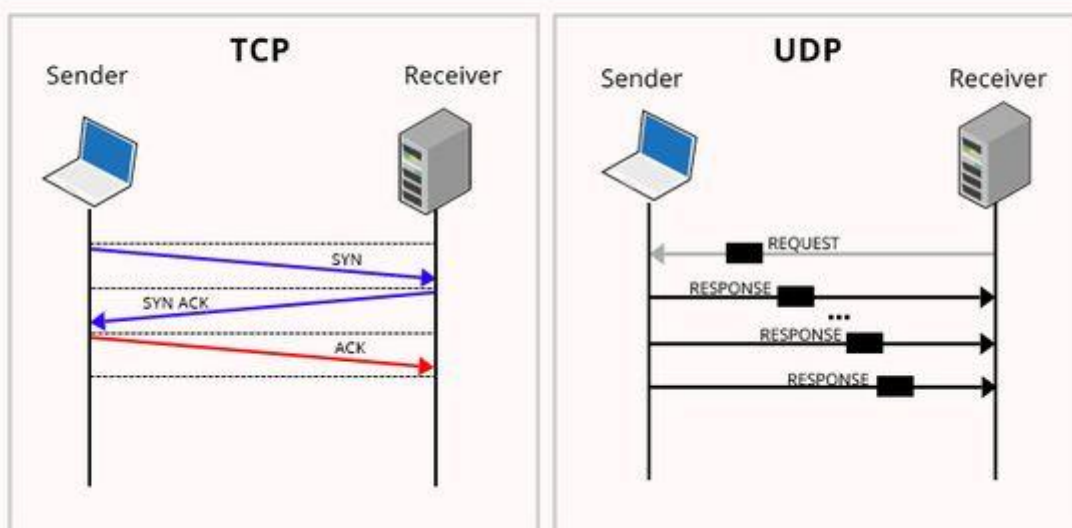 TCP
Sender
Receiver
SYN
SYN ACK
ACK
UDP
Sender
Receiver
REQUEST
RESPONSE
...
RESPONSE
RESPONSE